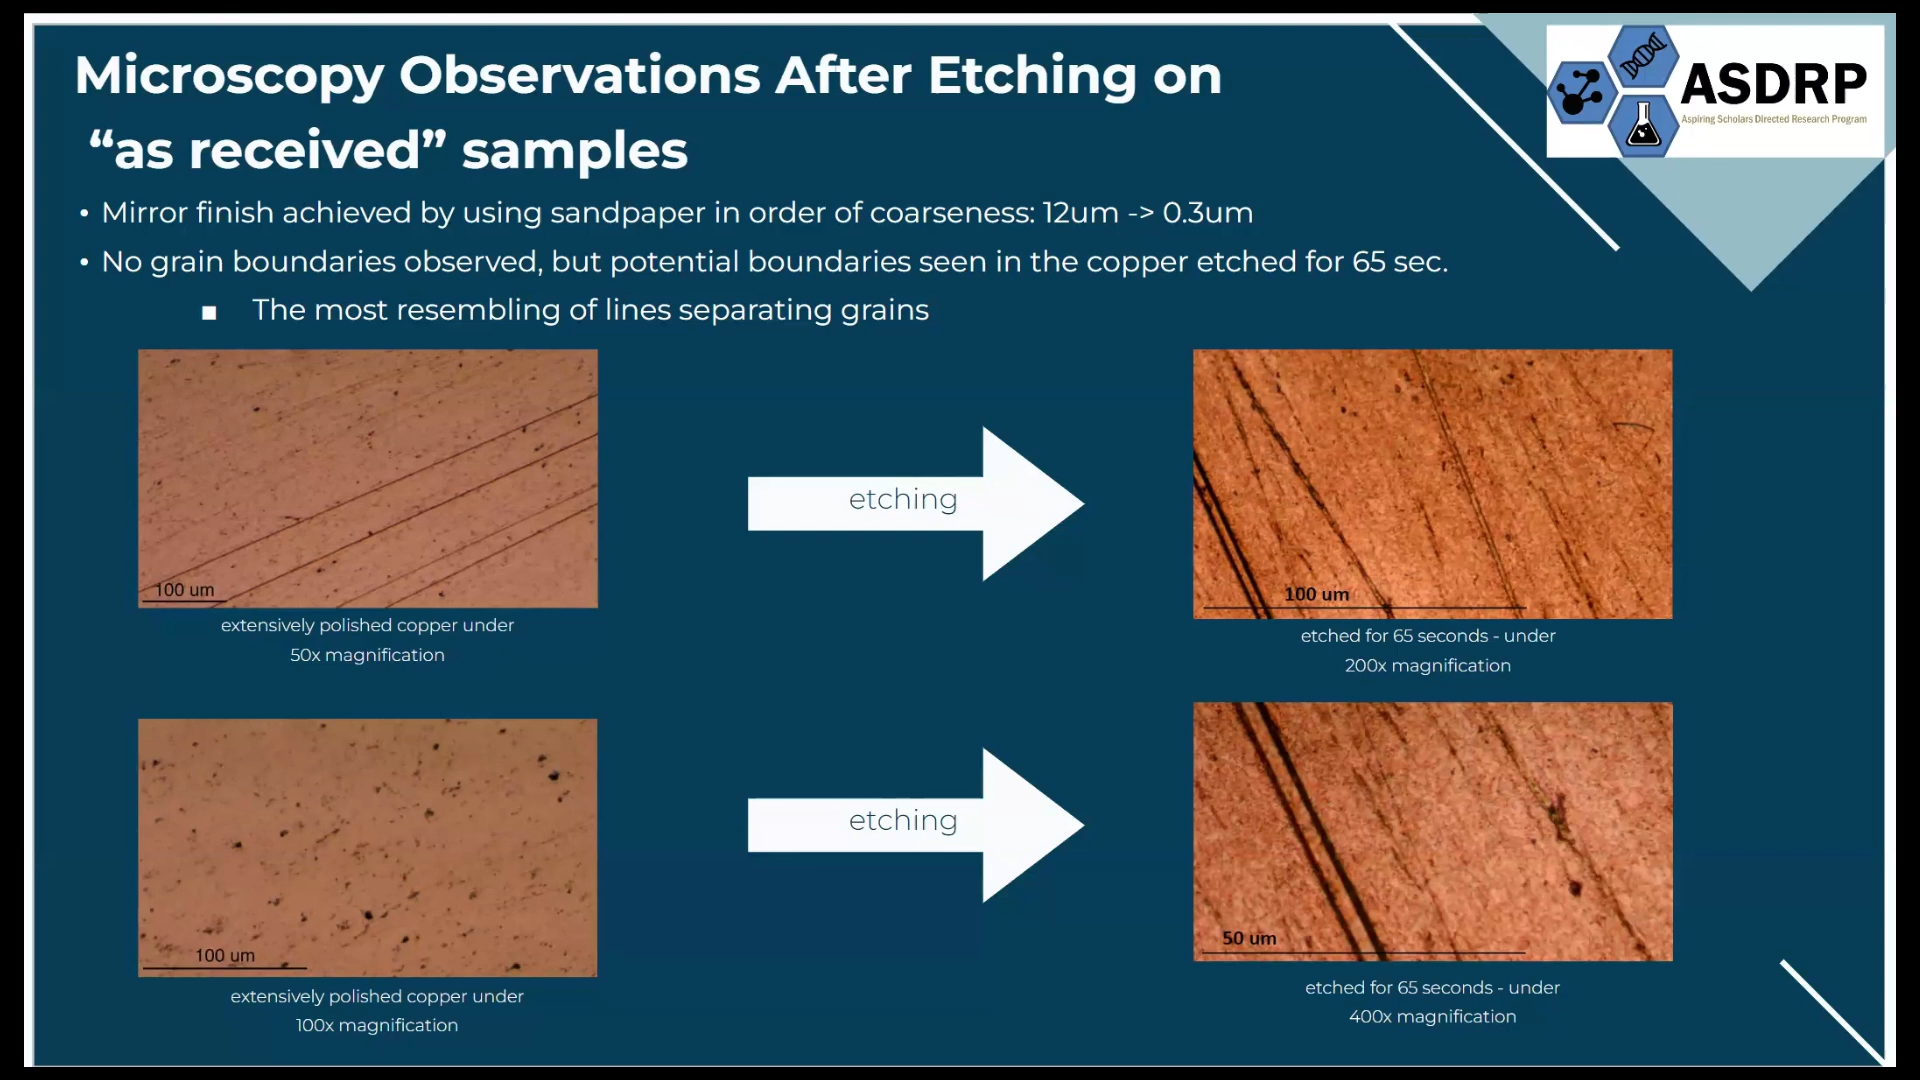 Microscopy Observations After Etching on
“as received” samples
ASDRP
Aspiring Scholars Directed Research Program
• Mirror finish achieved by using sandpaper in order of coarseness: 12um -> 0.3um
• No grain boundaries observed, but potential boundaries seen in the copper etched for 65 sec.
■ The most resembling of lines separating grains
100 um
extensively polished copper under
50x magnification
etching
100 um
etched for 65 seconds - under
200x magnification
100 um
extensively polished copper under
100x magnification
etching
50 um
etched for 65 seconds - under
400x magnification